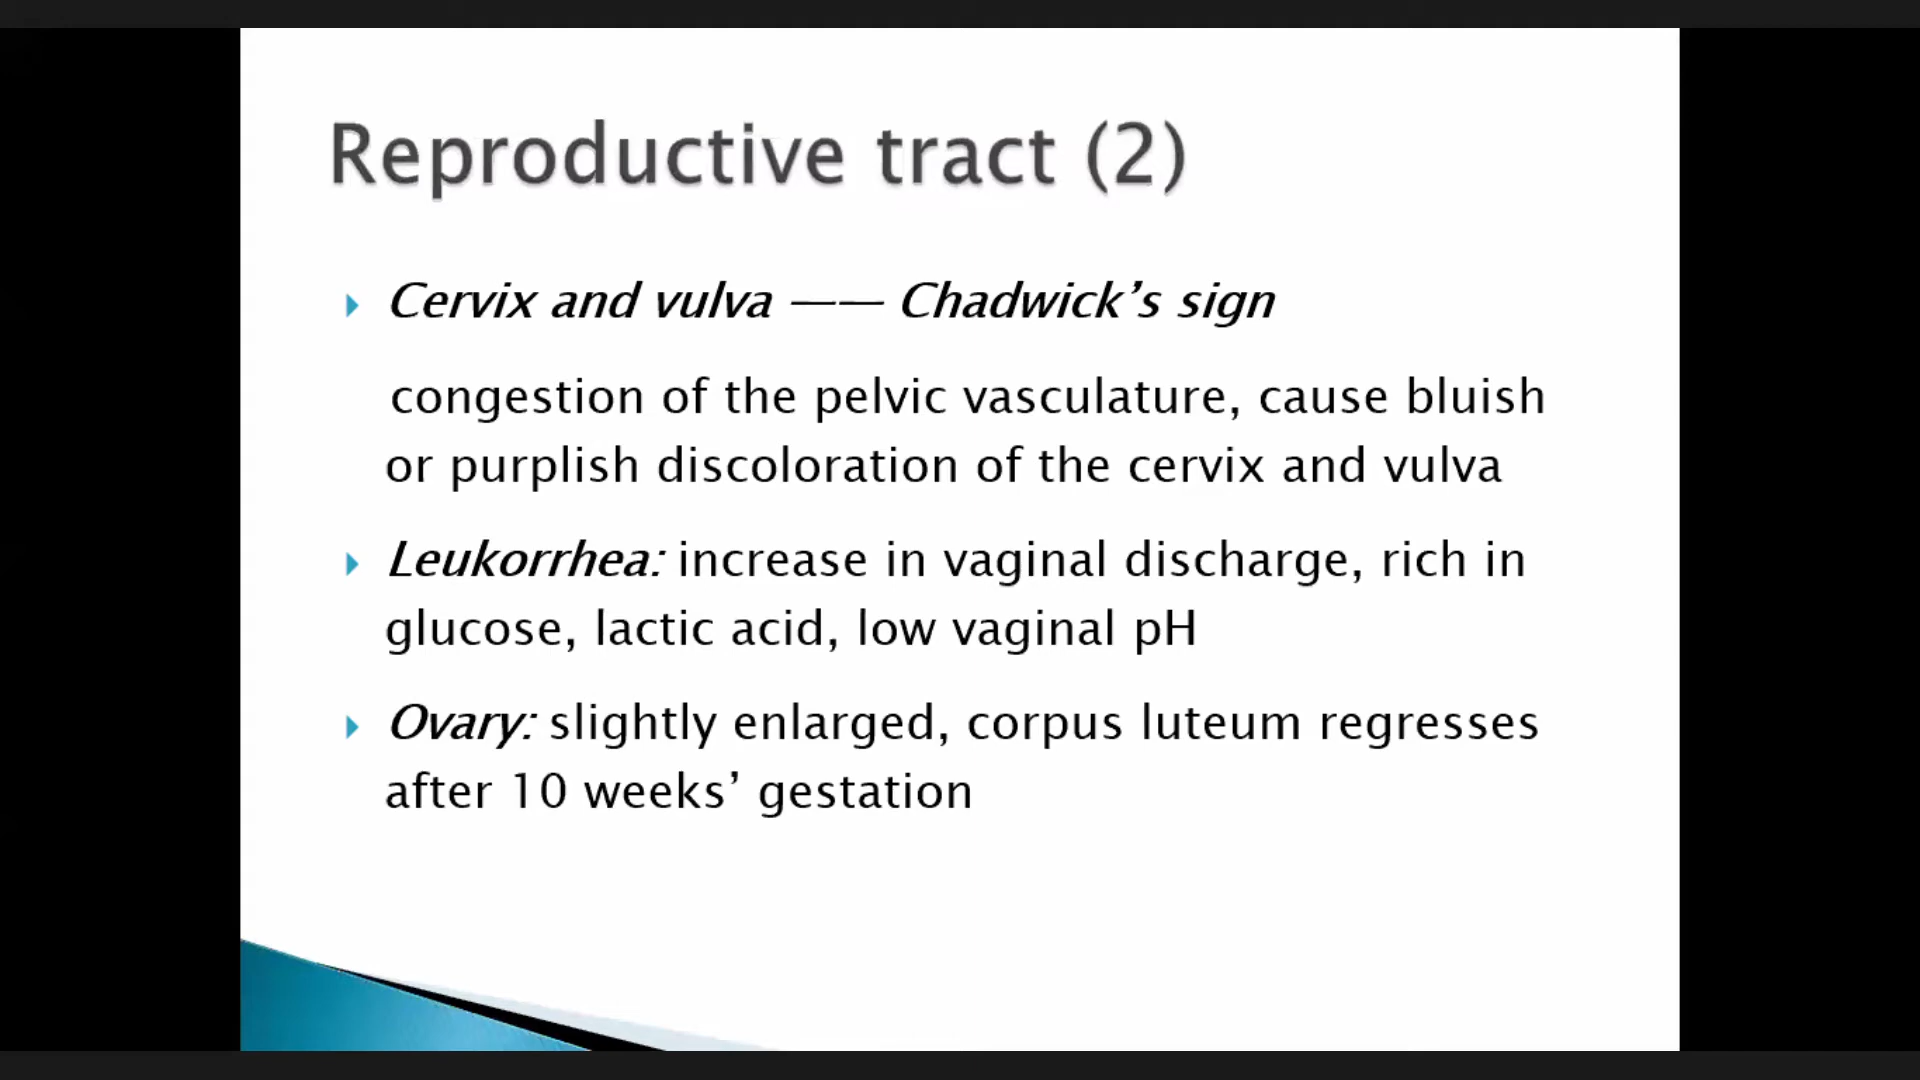 Reproductive tract (2)
Cervix and vulva —— Chadwick’s sign
congestion of the pelvic vasculature, cause bluish
or purplish discoloration of the cervix and vulva
Leukorrhea: increase in vaginal discharge, rich in
glucose, lactic acid, low vaginal pH
Ovary: slightly enlarged, corpus luteum regresses
after 10 weeks’ gestation